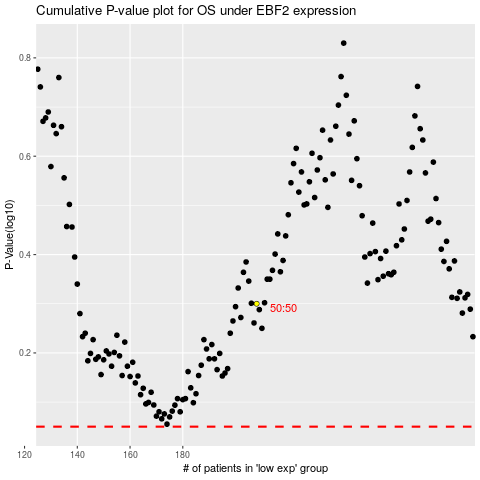 Cumulative P-value plot for OS under EBF2 expression
P-Value(log10)
0.8
0.6
0.4
0.2
50:50
120 140 160 180
# of patients in 'low exp' group